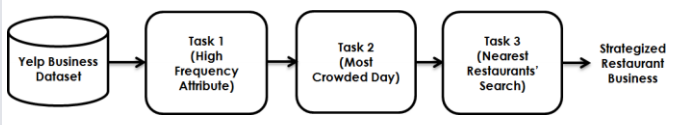 Yelp Business
Dataset
Task 1
(High
Frequency
Attribute)
Task 2
(Most
Crowded Day)
Task 3
(Nearest
Restaurants'
Search)
Strategized
Restaurant
Business